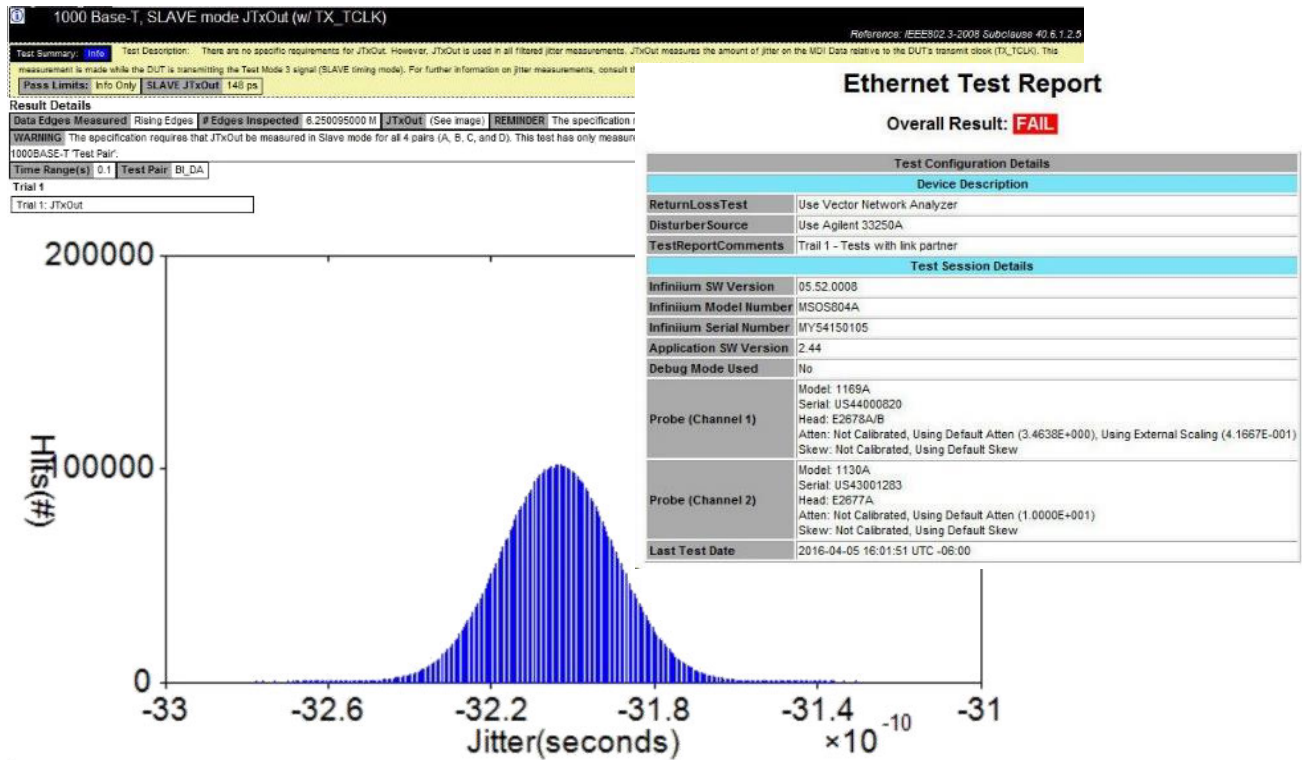 1000 Base-T, SLAVE mode JTxOut (w/ TX_TCLK)
Reference: IEEE802.3-2008 Subclause 40.6.1.2.5
Test Summary: Info Test Description: There are no specific requirements for JTxOut. However, JTxOut is used in all filtered jitter measurements. JTxOut measures the amount of jitter on the MDI Data relative to the DUT's transmit clock (TX_TCLK). This
measurement is made while the DUT is transmitting the Test Mode 3 signal (SLAVE timing mode). For further information on jitter measurements, consult
Pass Limits: Info Only SLAVE JTxOut 148 ps
Result Details
Data Edges Measured Rising Edges # Edges Inspected 6.250095000 M JTxOut (See image) REMINDER The specification
WARNING The specification requires that JTxOut be measured in Slave mode for all 4 pairs (A, B, C, and D). This test has only
1000BASE-T 'Test Pair'.
Time Range(s) 0.1 Test Pair BI_DA
Trial 1
Trial 1: JTxOut
200000
100000
0
Hits(#)
-33 -32.6 -32.2 -31.8 -31.4 -31
×10-10
Jitter(seconds)
Ethernet Test Report
Overall Result: FAIL
Test Configuration Details
Device Description
ReturnLossTest Use Vector Network Analyzer
DisturberSource Use Agilent 33250A
TestReportComments Trail 1 - Tests with link partner
Test Session Details
Infiniium SW Version 05.52.0008
Infiniium Model Number MSOS804A
Infiniium Serial Number MY54150105
Application SW Version 2.44
Debug Mode Used No
Probe (Channel 1) Model: 1169A
Serial: US44000820
Head: E2678A/B
Atten: Not Calibrated, Using Default Atten (3.4638E+000), Using External Scaling (4.1667E-001)
Skew: Not Calibrated, Using Default Skew
Probe (Channel 2) Model: 1130A
Serial: US43001283
Head: E2677A
Atten: Not Calibrated, Using Default Atten (1.0000E+001)
Skew: Not Calibrated, Using Default Skew
Last Test Date 2016-04-05 16:01:51 UTC -06:00